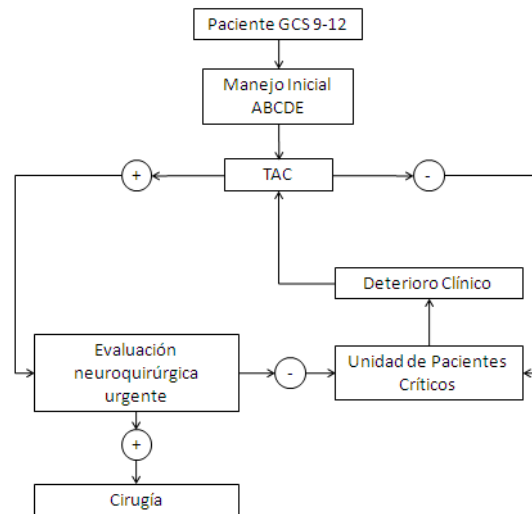 Paciente GCS 9-12
Manejo Inicial
ABCDE
+
TAC
-
Deterioro Clínico
Evaluación
neuroquirúrgica
urgente
-
Unidad de Pacientes
Críticos
+
Cirugía